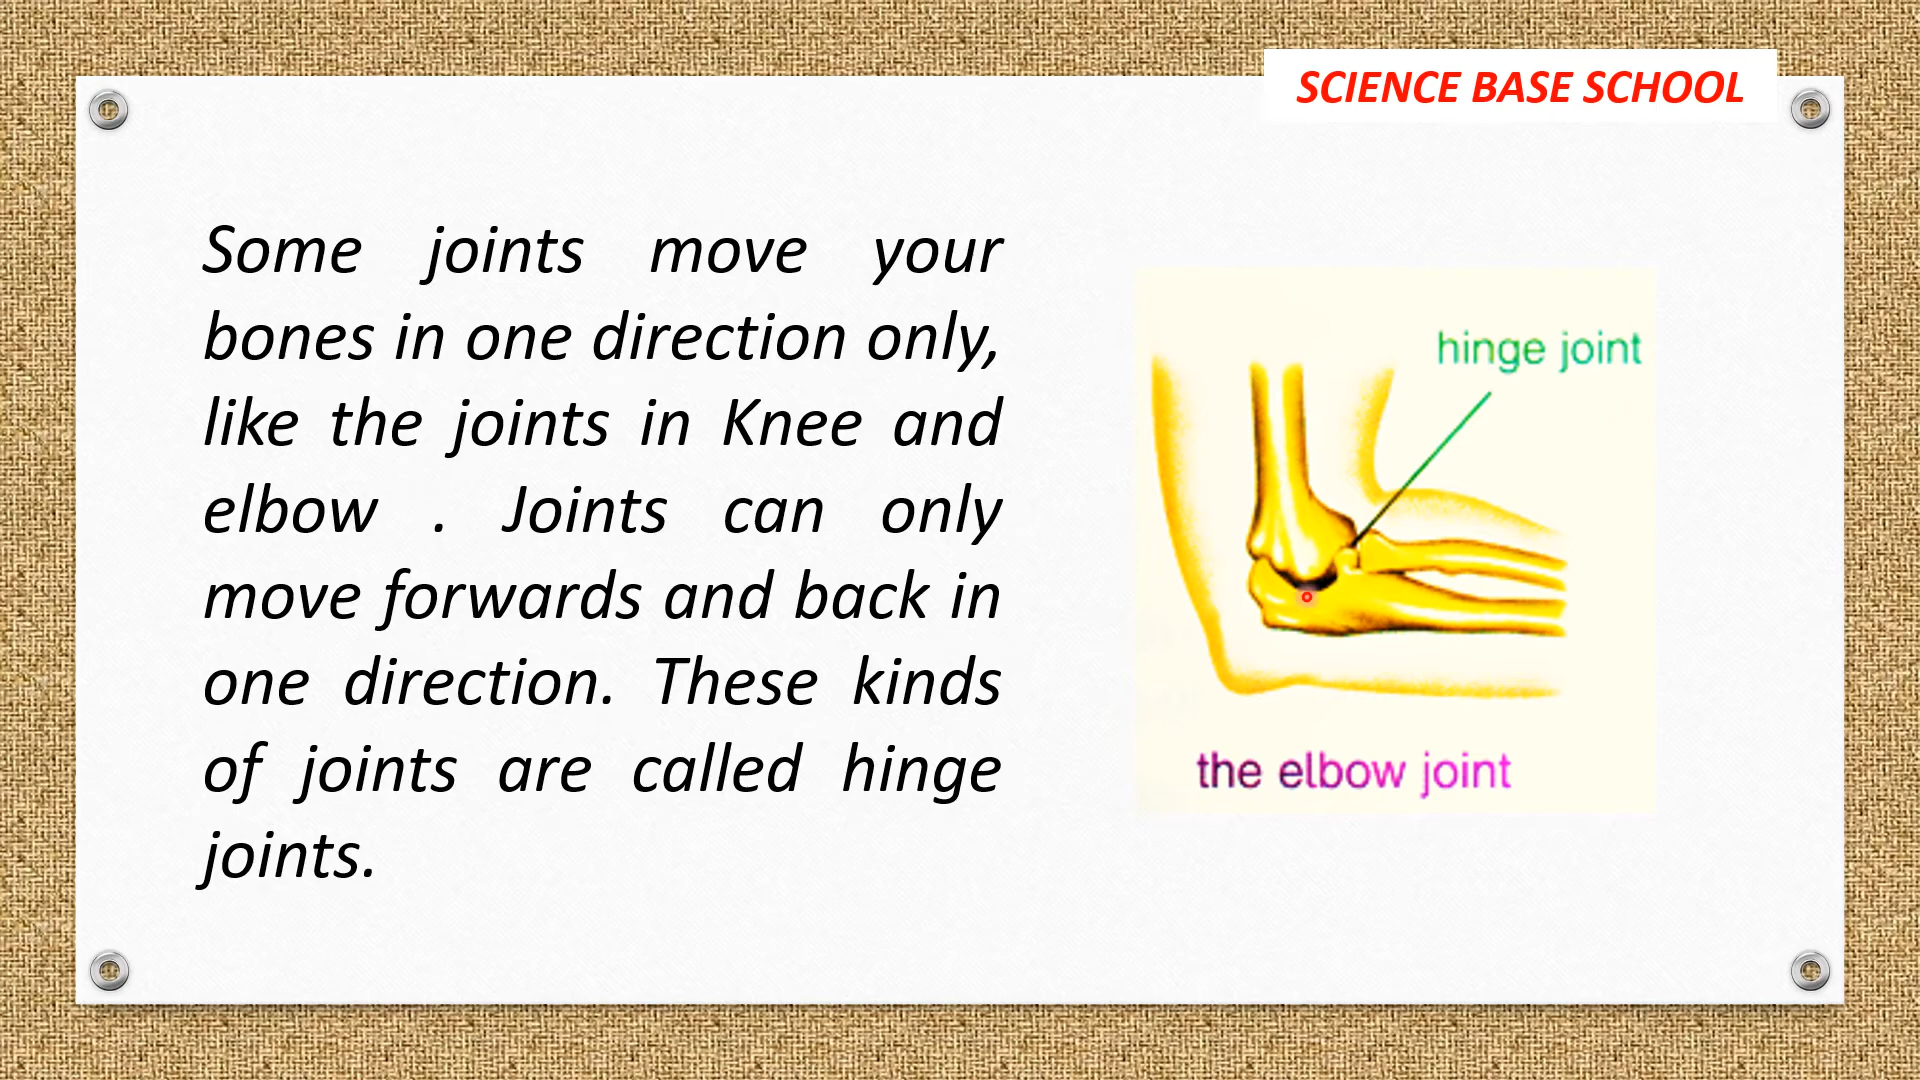 SCIENCE BASE SCHOOL
Some joints move your
bones in one direction only,
like the joints in Knee and
elbow . Joints can only
move forwards and back in
one direction. These kinds
of joints are called hinge
joints.
hinge joint
the elbow joint